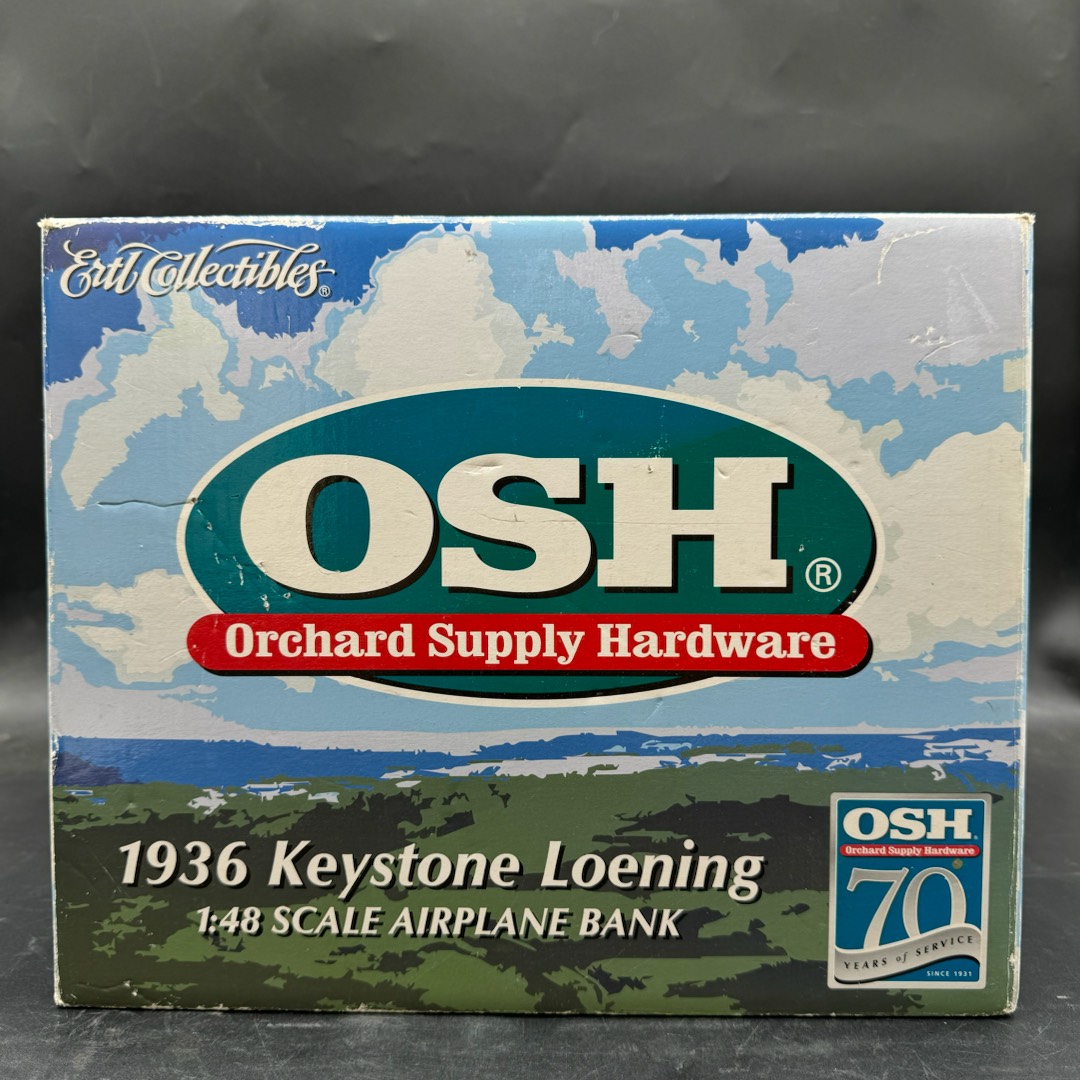 Ertl Collectibles®
OSH®
Orchard Supply Hardware
1936 Keystone Loening
1:48 SCALE AIRPLANE BANK
OSH
Orchard Supply Hardware
70
YEARS of SERVICE
SINCE 1931